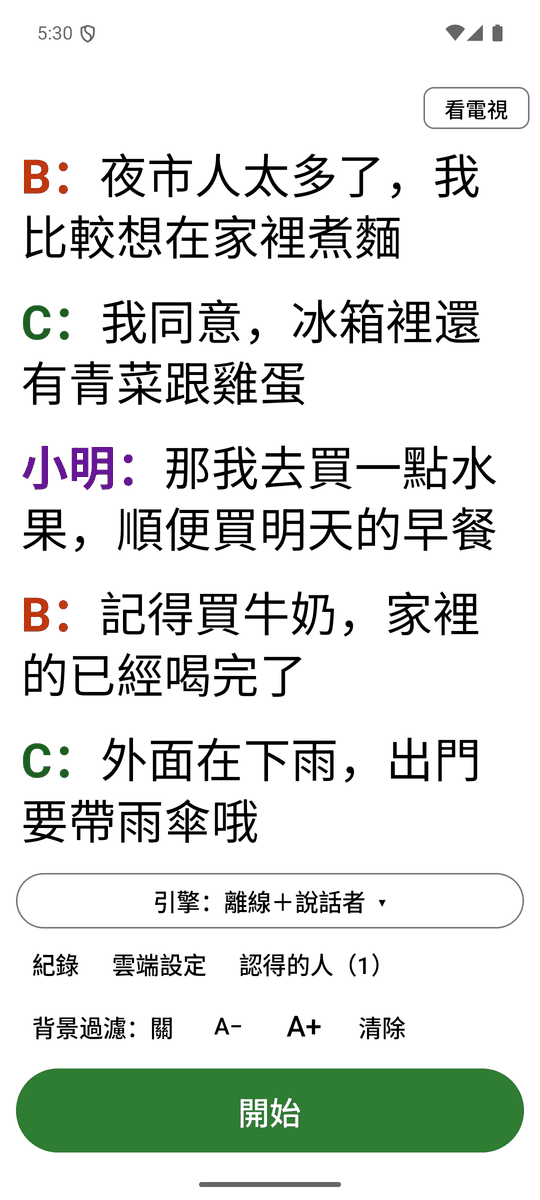 5:30
看電視
B：夜市人太多了，我
比較想在家裡煮麵
C：我同意，冰箱裡還
有青菜跟雞蛋
小明：那我去買一點水
果，順便買明天的早餐
B：記得買牛奶，家裡
的已經喝完了
C：外面在下雨，出門
要帶雨傘哦
引擎：離線＋說話者 ▾
紀錄 雲端設定 認得的人（1）
背景過濾：關 A− A+ 清除
開始